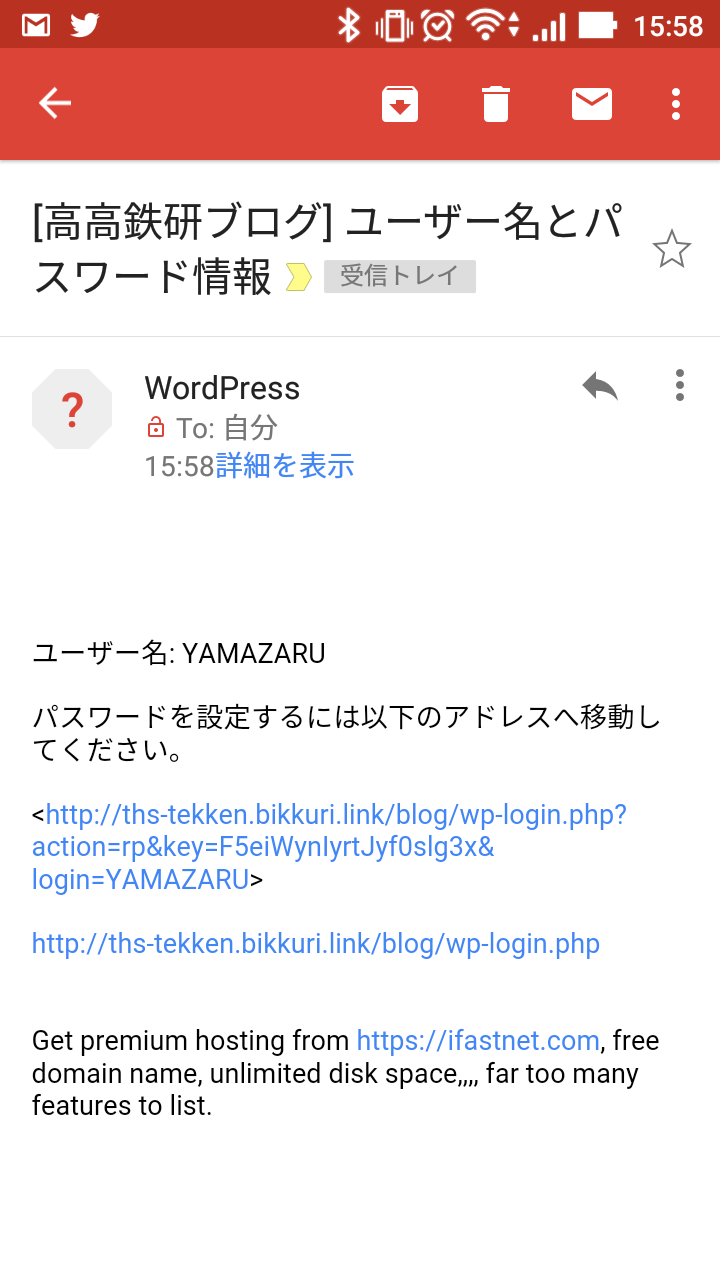 15:58
[高高鉄研ブログ] ユーザー名とパ
スワード情報 受信トレイ
?
WordPress
To: 自分
15:58詳細を表示
ユーザー名: YAMAZARU
パスワードを設定するには以下のアドレスへ移動し
てください。
<http://ths-tekken.bikkuri.link/blog/wp-login.php?
action=rp&key=F5eiWynIyrtJyf0slg3x&
login=YAMAZARU>
http://ths-tekken.bikkuri.link/blog/wp-login.php
Get premium hosting from https://ifastnet.com, free
domain name, unlimited disk space,,,, far too many
features to list.